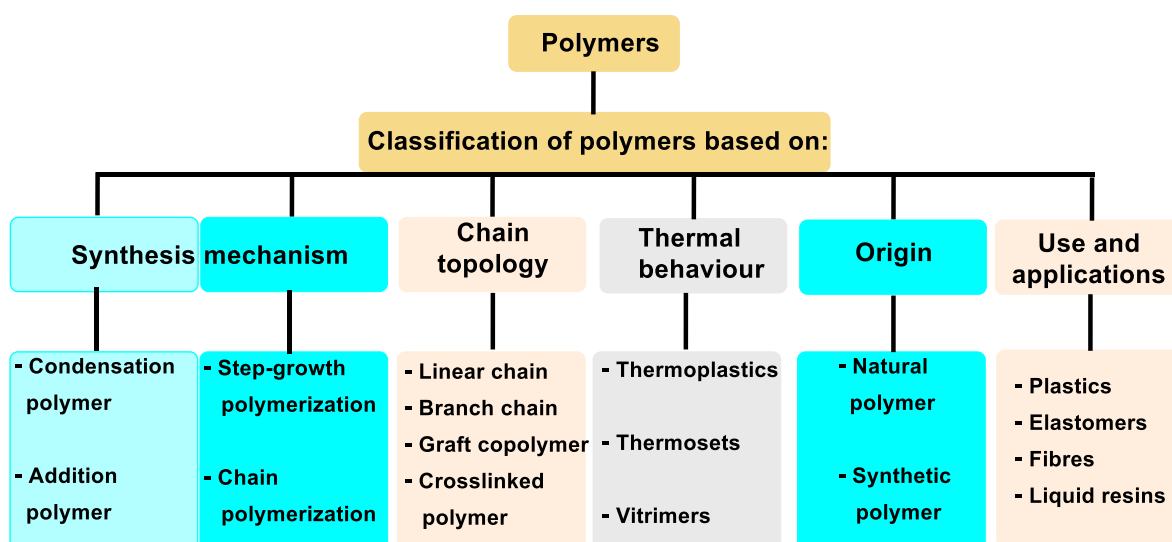 Polymers
Classification of polymers based on:
Synthesis mechanism
Chain
topology
Thermal
behaviour
Origin
Use and
applications
- Condensation
polymer
- Addition
polymer
- Step-growth
polymerization
- Chain
polymerization
- Linear chain
- Branch chain
- Graft copolymer
- Crosslinked
polymer
- Thermoplastics
- Thermosets
- Vitrimers
- Natural
polymer
- Synthetic
polymer
- Plastics
- Elastomers
- Fibres
- Liquid resins